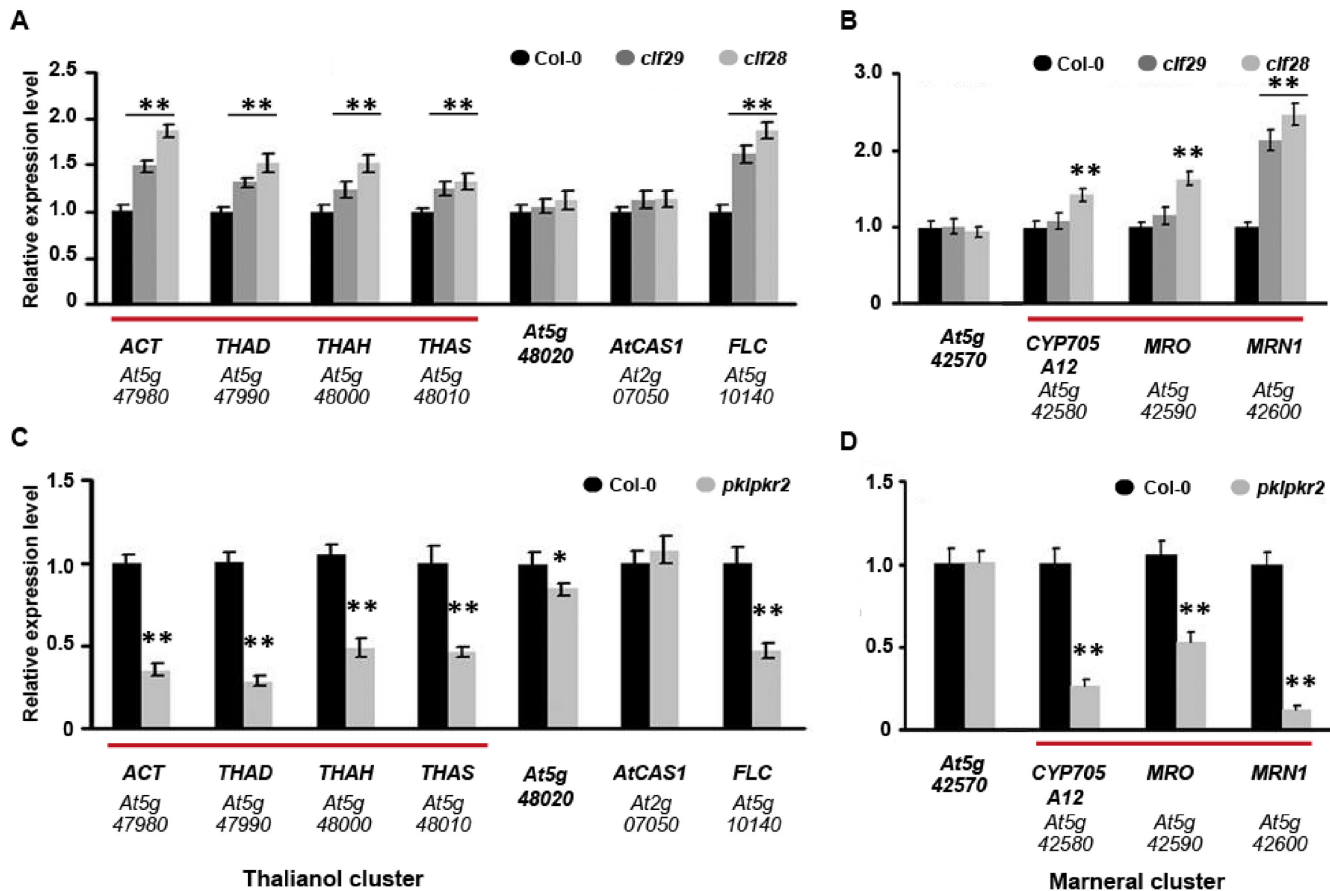 A
Col-0 clf29 clf28
Relative expression level
2.5
2.0
1.5
1.0
0.5
0
** ** ** ** **
ACT THAD THAH THAS At5g AtCAS1 FLC
48020
At5g At5g At5g At5g At2g At5g
47980 47990 48000 48010 07050 10140
B
Col-0 clf29 clf28
3.0
2.0
1.0
0
** ** **
At5g CYP705 MRO MRN1
42570 A12
At5g At5g At5g
42580 42590 42600
C
Col-0 pklpkr2
Relative expression level
1.5
1.0
0.5
0
** ** ** ** * **
ACT THAD THAH THAS At5g AtCAS1 FLC
48020
At5g At5g At5g At5g At2g At5g
47980 47990 48000 48010 07050 10140
Thalianol cluster
D
Col-0 pklpkr2
1.5
1.0
0.5
0
** ** **
At5g CYP705 MRO MRN1
42570 A12
At5g At5g At5g
42580 42590 42600
Marneral cluster